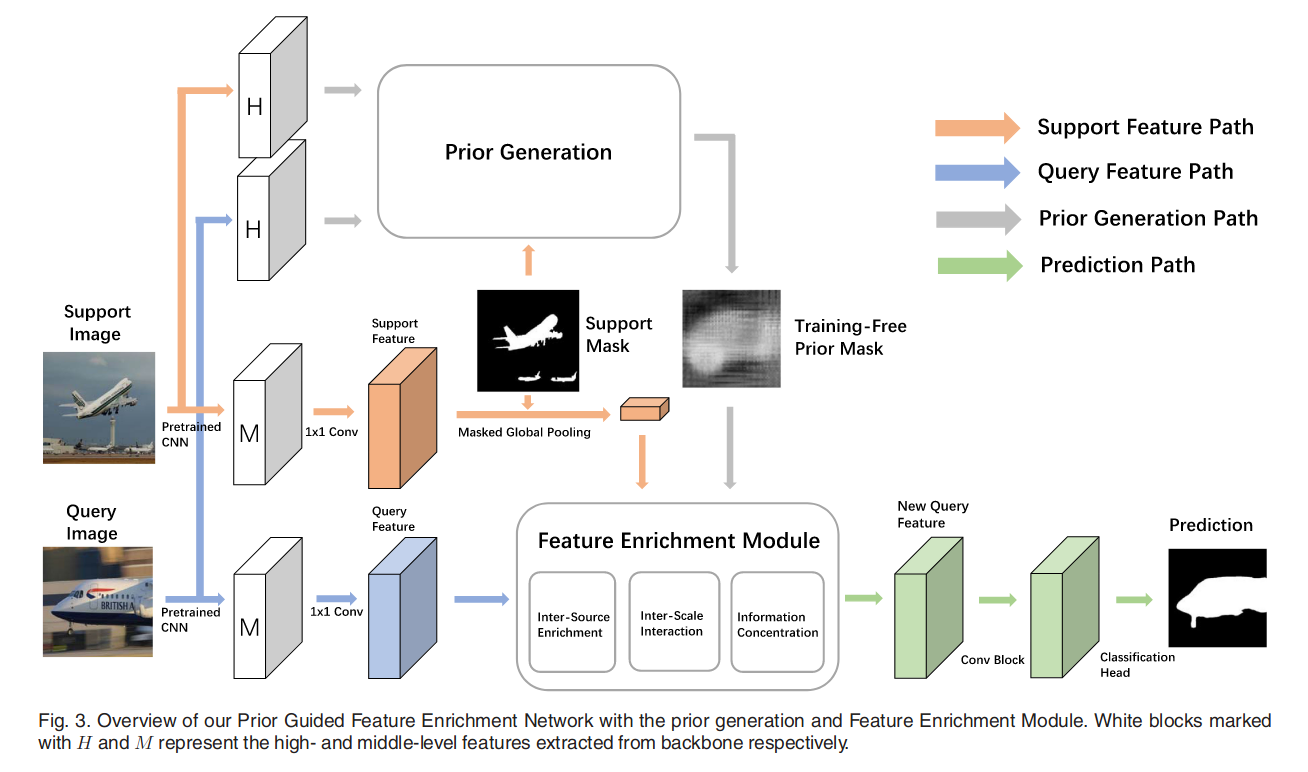 H
Prior Generation
H
Support Feature Path
Query Feature Path
Prior Generation Path
Prediction Path
Support
Image
Pretrained
CNN
M
1x1 Conv
Support
Feature
Support
Mask
Masked Global Pooling
Training-Free
Prior Mask
Query
Image
BRITISH A
Pretrained
CNN
M
1x1 Conv
Query
Feature
Feature Enrichment Module
Inter-Source
Enrichment
Inter-Scale
Interaction
Information
Concentration
New Query
Feature
Conv Block
Classification
Head
Prediction
Fig. 3. Overview of our Prior Guided Feature Enrichment Network with the prior generation and Feature Enrichment Module. White blocks marked
with H and M represent the high- and middle-level features extracted from backbone respectively.